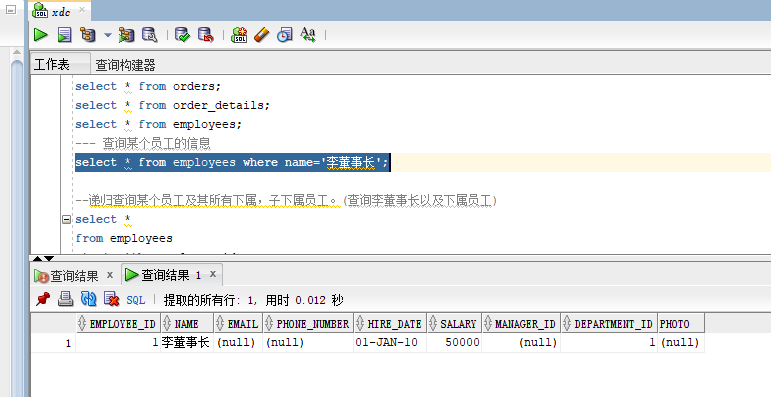 xdc
工作表 查询构建器
select * from orders;
select * from order_details;
select * from employees;
--- 查询某个员工的信息
select * from employees where name='李董事长';
--递归查询某个员工及其所有下属，子下属员工。(查询李董事长以及下属员工)
select *
from employees
查询结果 × 查询结果 1 ×
SQL | 提取的所有行: 1, 用时 0.012 秒
EMPLOYEE_ID NAME EMAIL PHONE_NUMBER HIRE_DATE SALARY MANAGER_ID DEPARTMENT_ID PHOTO
1 1 李董事长 (null) (null) 01-JAN-10 50000 (null) 1 (null)